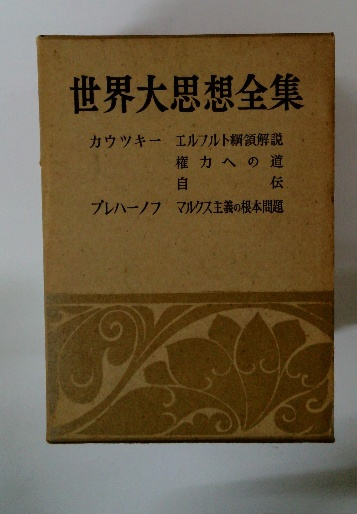 世界大思想全集
カウツキー エルフルト綱領解説
権力への道
自伝
プレハーノフ マルクス主義の根本問題